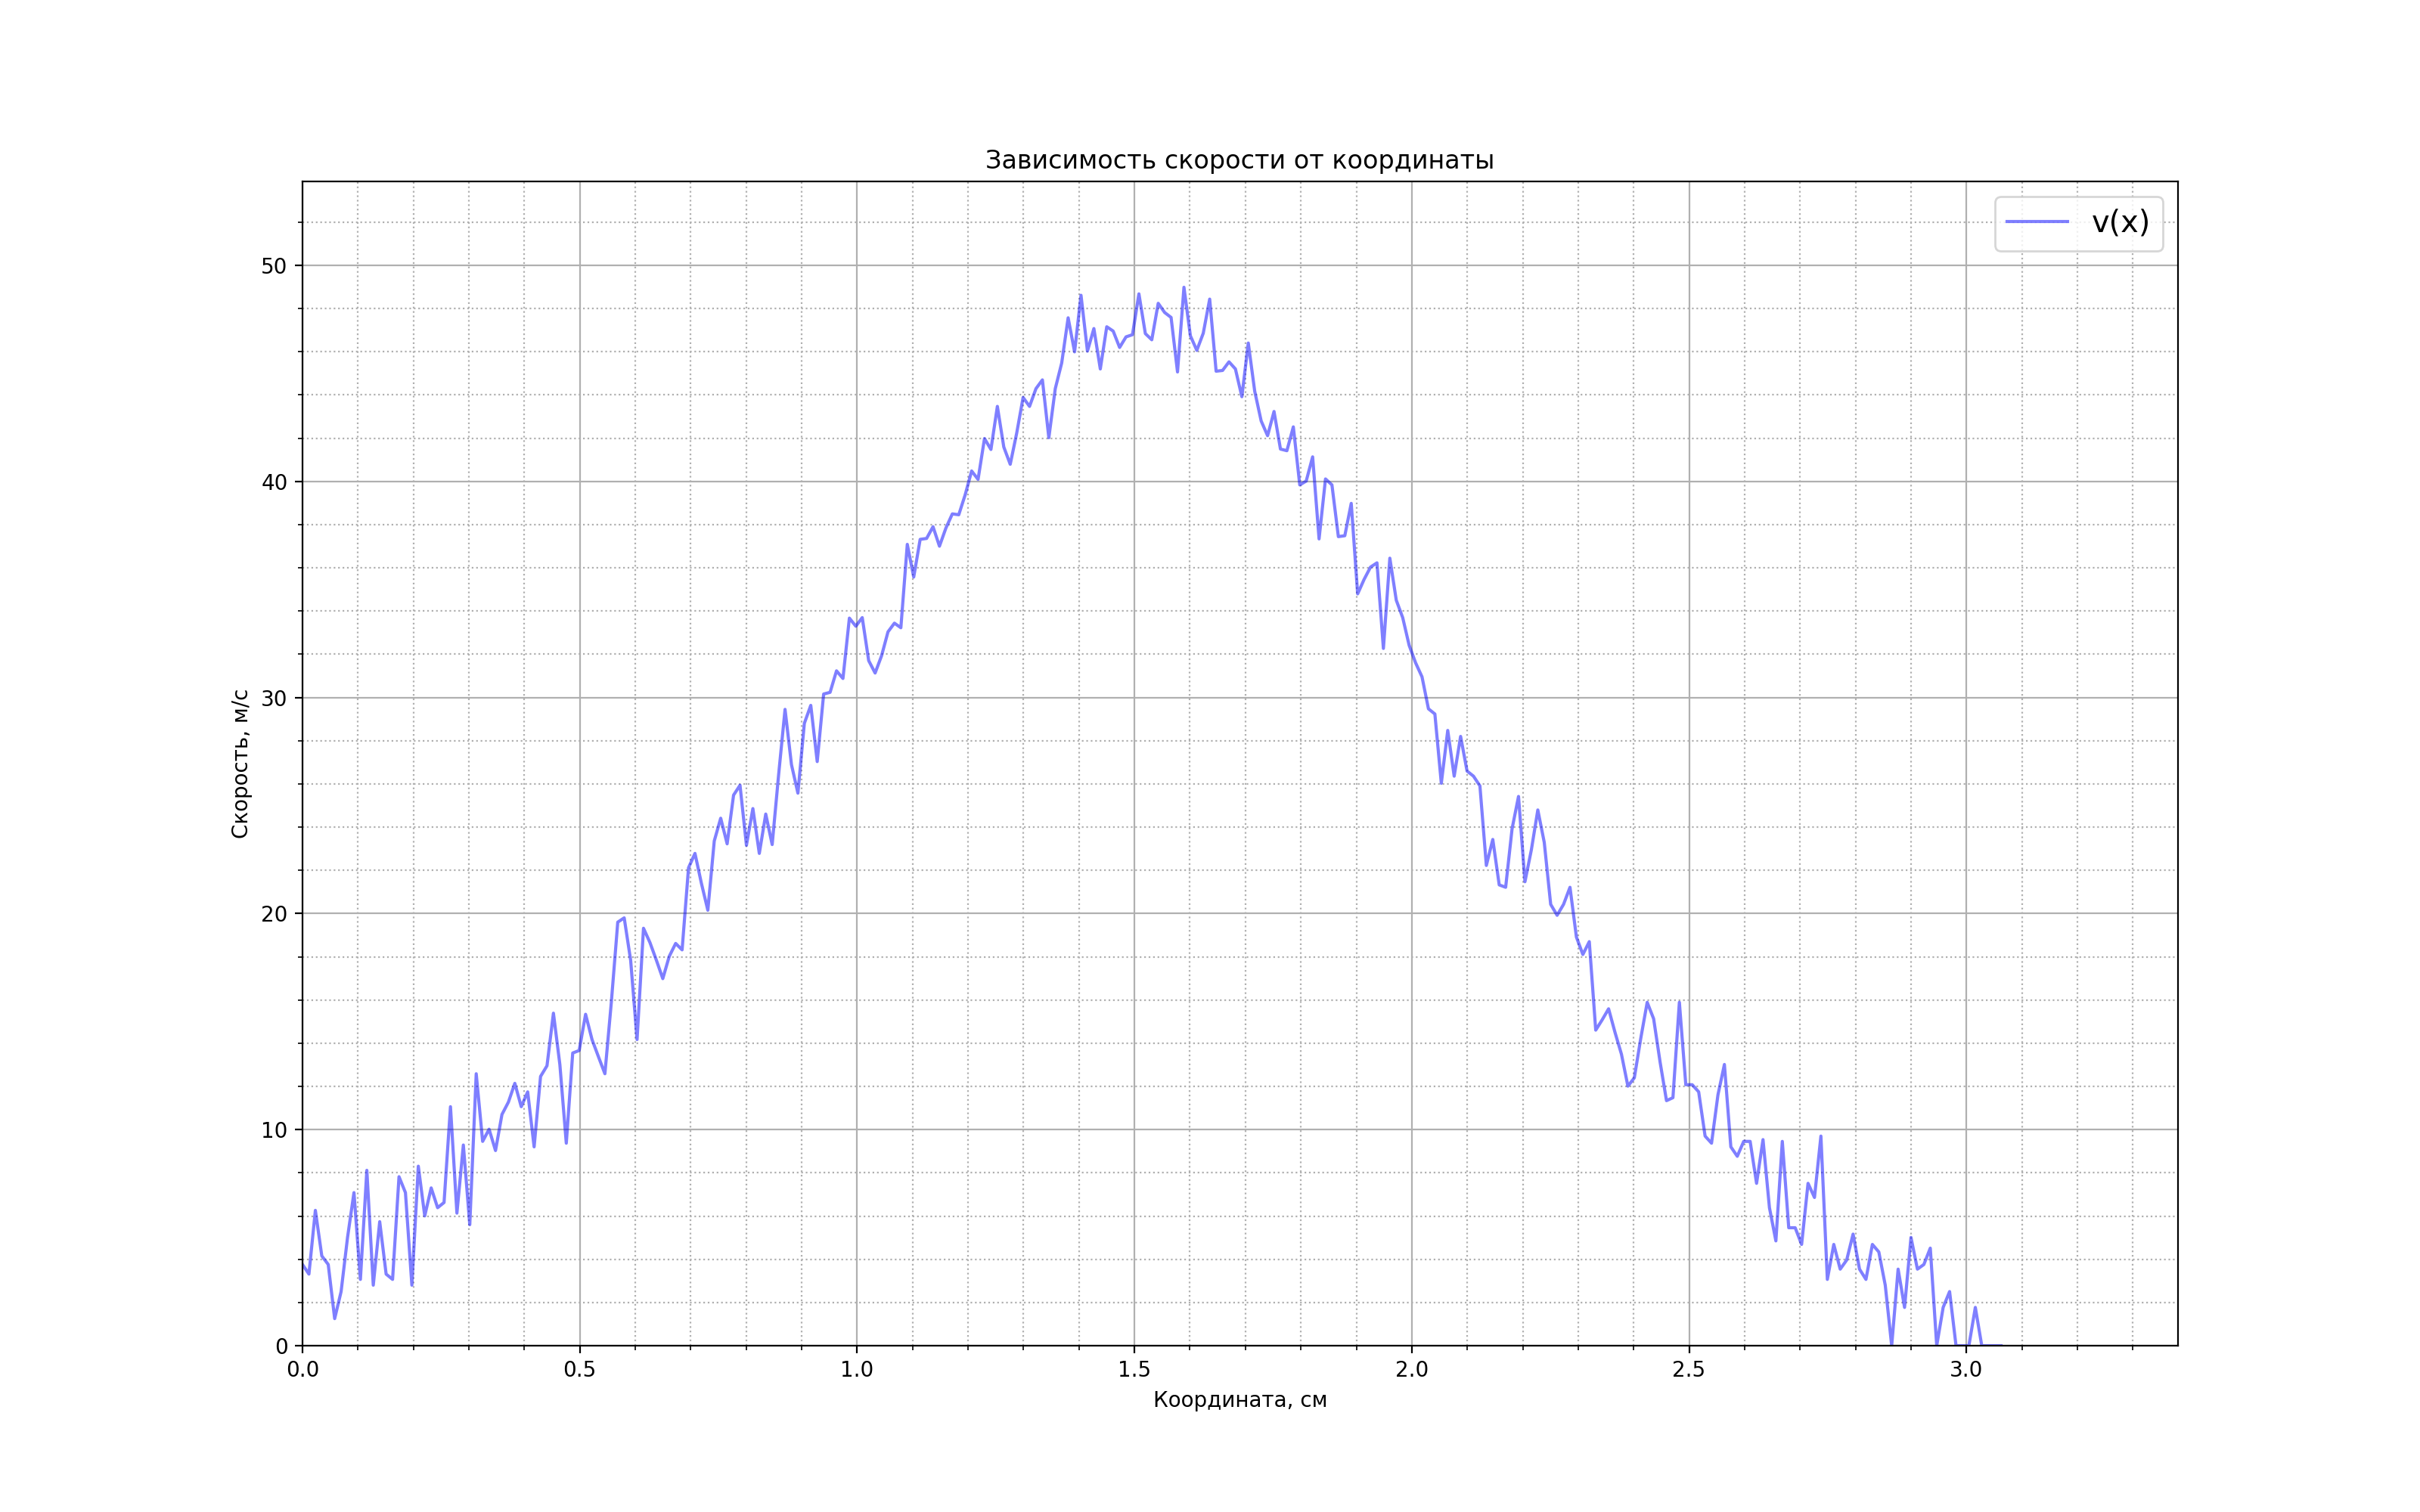 Зависимость скорости от координаты
v(x)
50
40
30
20
10
0
Скорость, м/с
0.0 0.5 1.0 1.5 2.0 2.5 3.0
Координата, см